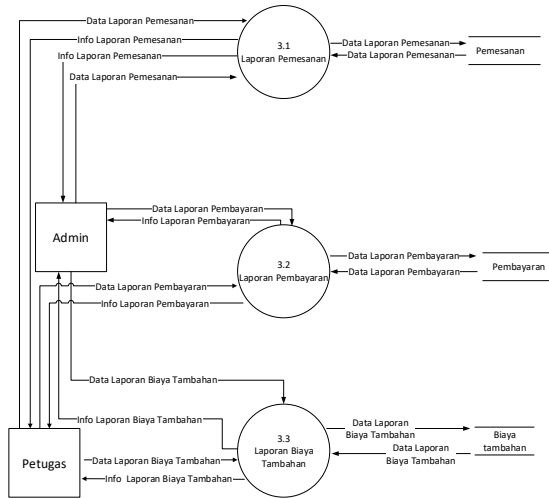 Data Laporan Pemesanan
Info Laporan Pemesanan
Info Laporan Pemesanan
Data Laporan Pemesanan
3.1
Laporan Pemesanan
Data Laporan Pemesanan
Data Laporan Pemesanan
Pemesanan
Admin
Data Laporan Pembayaran
Info Laporan Pembayaran
3.2
Laporan Pembayaran
Data Laporan Pembayaran
Data Laporan Pembayaran
Pembayaran
Data Laporan Pembayaran
Info Laporan Pembayaran
Data Laporan Biaya Tambahan
Info Laporan Biaya Tambahan
3.3
Laporan Biaya
Tambahan
Data Laporan
Biaya Tambahan
Data Laporan
Biaya Tambahan
Biaya
tambahan
Petugas
Data Laporan Biaya Tambahan
Info Laporan Biaya Tambahan